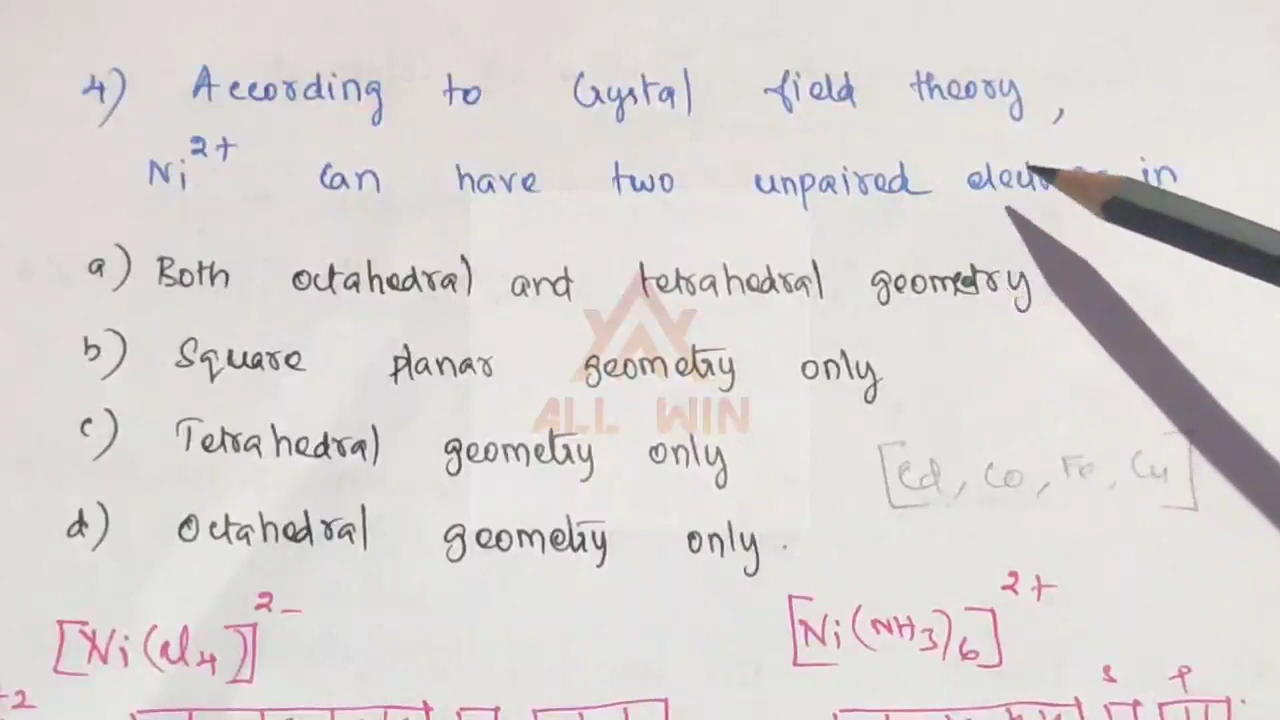 4) According to Crystal field theory,
Ni2+ can have two unpaired in
a) Both octahedral and tetrahedral geometry
b) Square planar geometry only
c) Tetrahedral geometry only
d) Octahedral geometry only.
ALL WIN
[Cd, Co, Fe, Cu]
[Ni(Cl4]2-
[Ni(NH3)6]2+
+2
s p